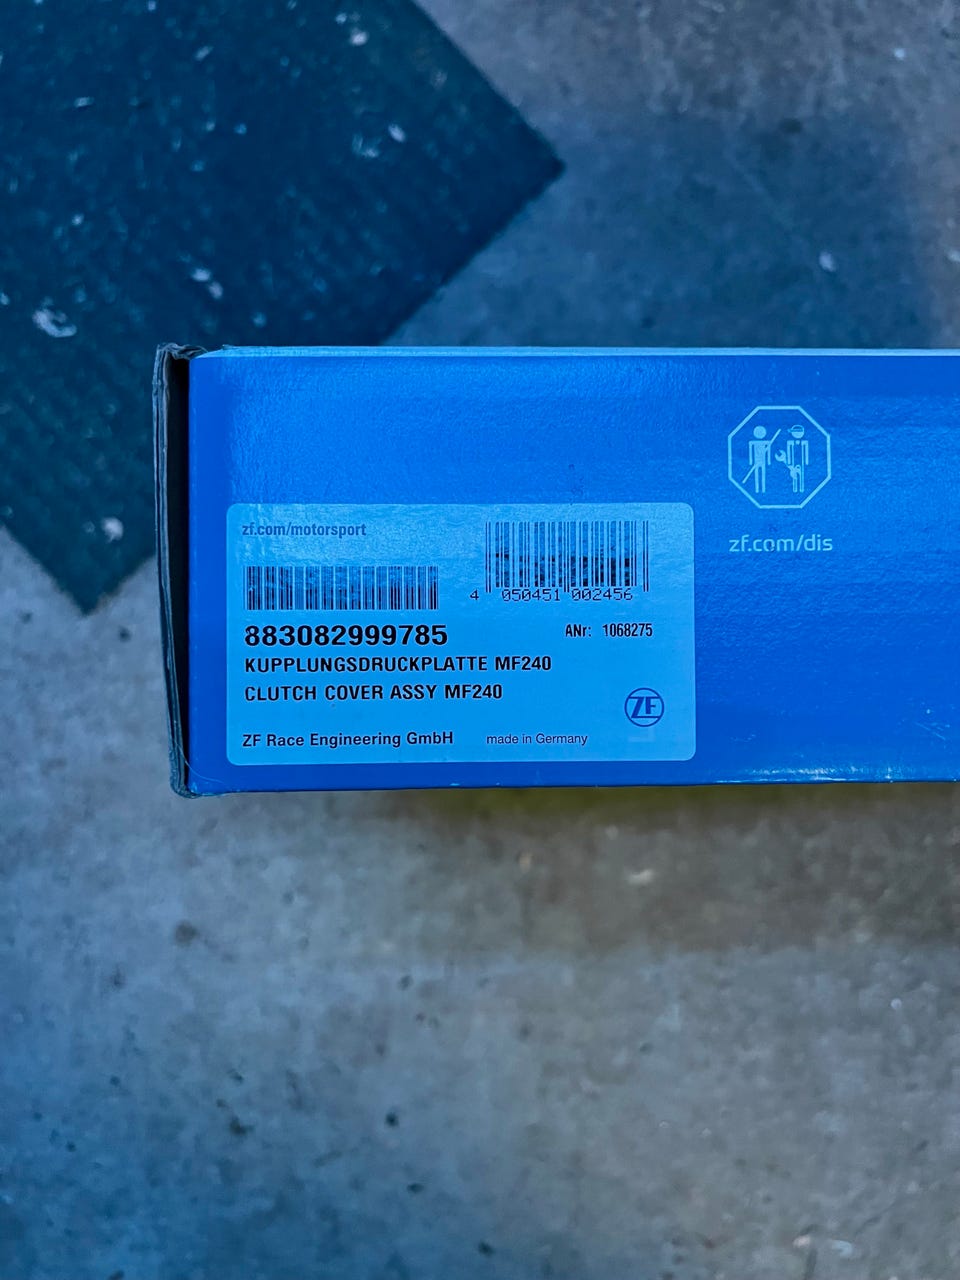 zf.com/motorsport
4 050451 002456
883082999785
ANr: 1068275
KUPPLUNGSDRUCKPLATTE MF240
CLUTCH COVER ASSY MF240
ZF
ZF Race Engineering GmbH
made in Germany
zf.com/dis